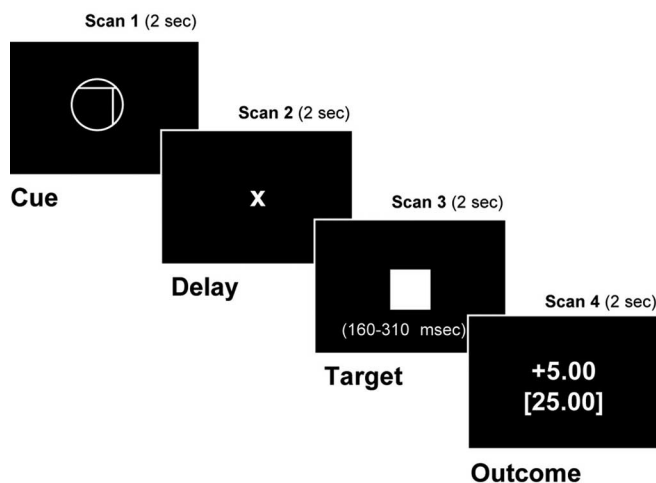 Scan 1 (2 sec)
Cue
Scan 2 (2 sec)
x
Delay
Scan 3 (2 sec)
(160-310 msec)
Target
Scan 4 (2 sec)
+5.00
[25.00]
Outcome